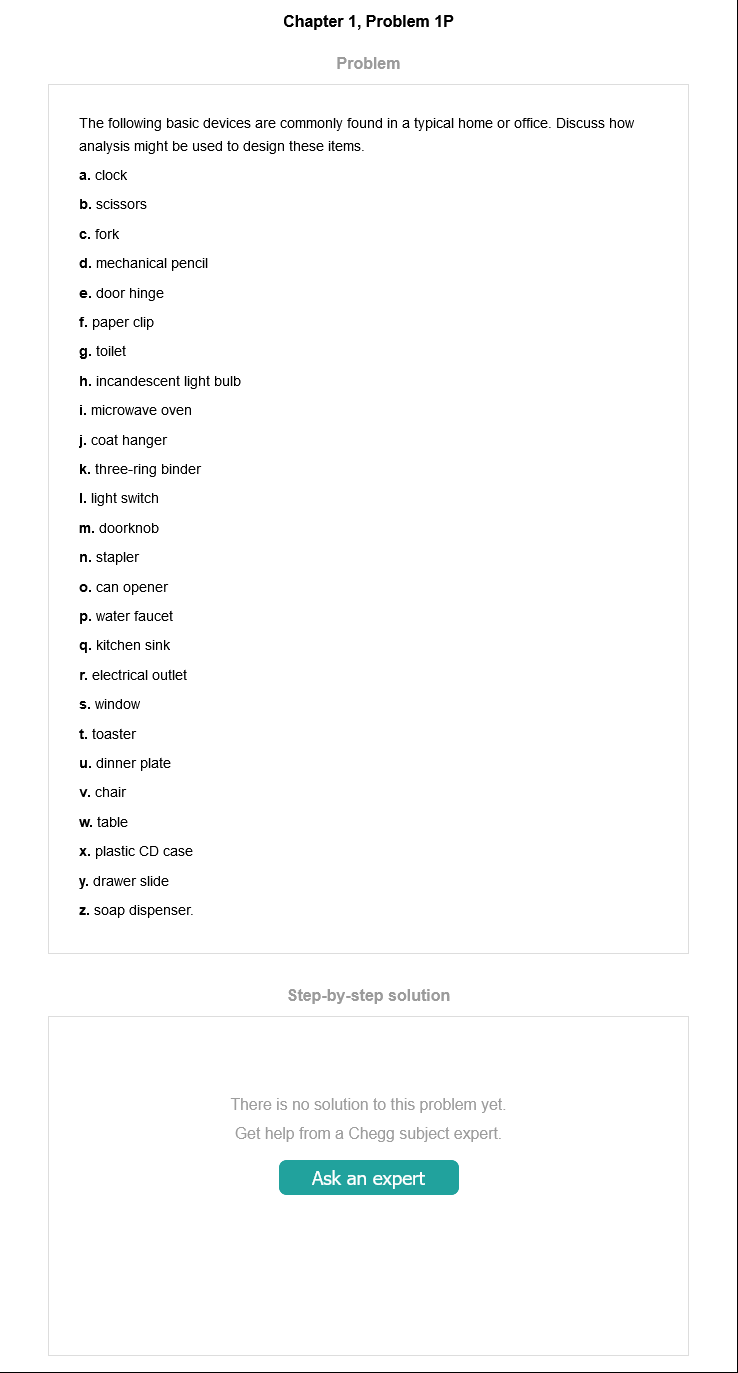 Chapter 1, Problem 1P
Problem
The following basic devices are commonly found in a typical home or office. Discuss how
analysis might be used to design these items.
a. clock
b. scissors
c. fork
d. mechanical pencil
e. door hinge
f. paper clip
g. toilet
h. incandescent light bulb
i. microwave oven
j. coat hanger
k. three-ring binder
l. light switch
m. doorknob
n. stapler
o. can opener
p. water faucet
q. kitchen sink
r. electrical outlet
s. window
t. toaster
u. dinner plate
v. chair
w. table
x. plastic CD case
y. drawer slide
z. soap dispenser.
Step-by-step solution
There is no solution to this problem yet.
Get help from a Chegg subject expert.
Ask an expert